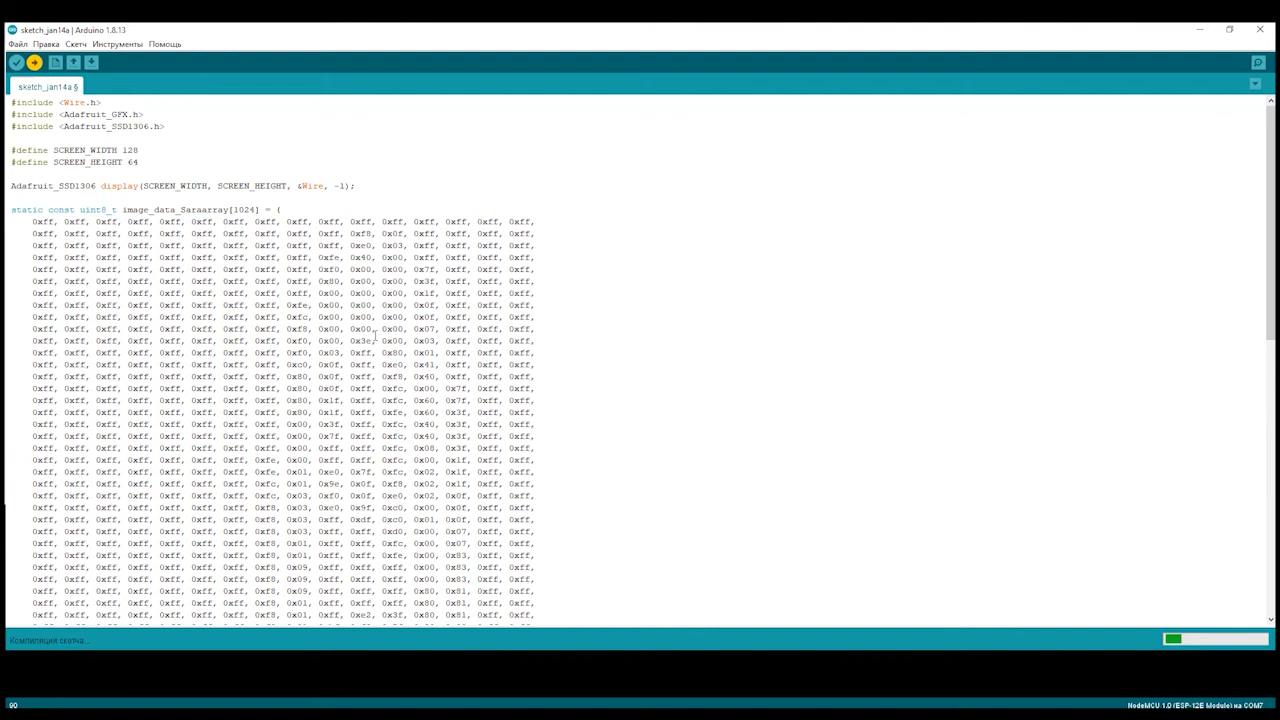 sketch_jan14a | Arduino 1.8.13
Файл Правка Скетч Инструменты Помощь
sketch_jan14a §
#include <Wire.h>
#include <Adafruit_GFX.h>
#include <Adafruit_SSD1306.h>
#define SCREEN_WIDTH 128
#define SCREEN_HEIGHT 64
Adafruit_SSD1306 display(SCREEN_WIDTH, SCREEN_HEIGHT, &Wire, -1);
static const uint8_t image_data_Saraarray[1024] = {
0xff, 0xff, 0xff, 0xff, 0xff, 0xff, 0xff, 0xff, 0xff, 0xff, 0xff, 0xff, 0xff, 0xff, 0xff, 0xff,
0xff, 0xff, 0xff, 0xff, 0xff, 0xff, 0xff, 0xff, 0xff, 0xff, 0xf8, 0x0f, 0xff, 0xff, 0xff, 0xff,
0xff, 0xff, 0xff, 0xff, 0xff, 0xff, 0xff, 0xff, 0xff, 0xff, 0xe0, 0x03, 0xff, 0xff, 0xff, 0xff,
0xff, 0xff, 0xff, 0xff, 0xff, 0xff, 0xff, 0xff, 0xff, 0xfe, 0x40, 0x00, 0xff, 0xff, 0xff, 0xff,
0xff, 0xff, 0xff, 0xff, 0xff, 0xff, 0xff, 0xff, 0xff, 0xf0, 0x00, 0x00, 0x7f, 0xff, 0xff, 0xff,
0xff, 0xff, 0xff, 0xff, 0xff, 0xff, 0xff, 0xff, 0xff, 0x80, 0x00, 0x00, 0x3f, 0xff, 0xff, 0xff,
0xff, 0xff, 0xff, 0xff, 0xff, 0xff, 0xff, 0xff, 0xff, 0x00, 0x00, 0x00, 0x1f, 0xff, 0xff, 0xff,
0xff, 0xff, 0xff, 0xff, 0xff, 0xff, 0xff, 0xff, 0xfe, 0x00, 0x00, 0x00, 0x0f, 0xff, 0xff, 0xff,
0xff, 0xff, 0xff, 0xff, 0xff, 0xff, 0xff, 0xff, 0xfc, 0x00, 0x00, 0x00, 0x0f, 0xff, 0xff, 0xff,
0xff, 0xff, 0xff, 0xff, 0xff, 0xff, 0xff, 0xff, 0xf8, 0x00, 0x00, 0x00, 0x07, 0xff, 0xff, 0xff,
0xff, 0xff, 0xff, 0xff, 0xff, 0xff, 0xff, 0xff, 0xf0, 0x00, 0x3e, 0x00, 0x03, 0xff, 0xff, 0xff,
0xff, 0xff, 0xff, 0xff, 0xff, 0xff, 0xff, 0xff, 0xf0, 0x03, 0xff, 0x80, 0x01, 0xff, 0xff, 0xff,
0xff, 0xff, 0xff, 0xff, 0xff, 0xff, 0xff, 0xff, 0xc0, 0x0f, 0xff, 0xe0, 0x41, 0xff, 0xff, 0xff,
0xff, 0xff, 0xff, 0xff, 0xff, 0xff, 0xff, 0xff, 0x80, 0x0f, 0xff, 0xf8, 0x40, 0xff, 0xff, 0xff,
0xff, 0xff, 0xff, 0xff, 0xff, 0xff, 0xff, 0xff, 0x80, 0x0f, 0xff, 0xfc, 0x00, 0x7f, 0xff, 0xff,
0xff, 0xff, 0xff, 0xff, 0xff, 0xff, 0xff, 0xff, 0x80, 0x1f, 0xff, 0xfc, 0x60, 0x7f, 0xff, 0xff,
0xff, 0xff, 0xff, 0xff, 0xff, 0xff, 0xff, 0xff, 0x80, 0x1f, 0xff, 0xfe, 0x60, 0x3f, 0xff, 0xff,
0xff, 0xff, 0xff, 0xff, 0xff, 0xff, 0xff, 0xff, 0x00, 0x3f, 0xff, 0xfc, 0x40, 0x3f, 0xff, 0xff,
0xff, 0xff, 0xff, 0xff, 0xff, 0xff, 0xff, 0xff, 0x00, 0x7f, 0xff, 0xfc, 0x40, 0x3f, 0xff, 0xff,
0xff, 0xff, 0xff, 0xff, 0xff, 0xff, 0xff, 0xff, 0x00, 0xff, 0xff, 0xfc, 0x08, 0x3f, 0xff, 0xff,
0xff, 0xff, 0xff, 0xff, 0xff, 0xff, 0xff, 0xfe, 0x00, 0xff, 0xff, 0xfc, 0x00, 0x1f, 0xff, 0xff,
0xff, 0xff, 0xff, 0xff, 0xff, 0xff, 0xff, 0xfe, 0x01, 0xe0, 0x7f, 0xfc, 0x02, 0x1f, 0xff, 0xff,
0xff, 0xff, 0xff, 0xff, 0xff, 0xff, 0xff, 0xfc, 0x01, 0x9e, 0x0f, 0xf8, 0x02, 0x1f, 0xff, 0xff,
0xff, 0xff, 0xff, 0xff, 0xff, 0xff, 0xff, 0xfc, 0x03, 0xf0, 0x0f, 0xe0, 0x02, 0x0f, 0xff, 0xff,
0xff, 0xff, 0xff, 0xff, 0xff, 0xff, 0xff, 0xf8, 0x03, 0xe0, 0x9f, 0xc0, 0x00, 0x0f, 0xff, 0xff,
0xff, 0xff, 0xff, 0xff, 0xff, 0xff, 0xff, 0xf8, 0x03, 0xff, 0xdf, 0xc0, 0x01, 0x0f, 0xff, 0xff,
0xff, 0xff, 0xff, 0xff, 0xff, 0xff, 0xff, 0xf8, 0x03, 0xff, 0xff, 0xd0, 0x00, 0x07, 0xff, 0xff,
0xff, 0xff, 0xff, 0xff, 0xff, 0xff, 0xff, 0xf8, 0x01, 0xff, 0xff, 0xfc, 0x00, 0x07, 0xff, 0xff,
0xff, 0xff, 0xff, 0xff, 0xff, 0xff, 0xff, 0xf8, 0x01, 0xff, 0xff, 0xfe, 0x00, 0x83, 0xff, 0xff,
0xff, 0xff, 0xff, 0xff, 0xff, 0xff, 0xff, 0xf8, 0x09, 0xff, 0xff, 0xff, 0x00, 0x83, 0xff, 0xff,
0xff, 0xff, 0xff, 0xff, 0xff, 0xff, 0xff, 0xf8, 0x09, 0xff, 0xff, 0xff, 0x00, 0x83, 0xff, 0xff,
0xff, 0xff, 0xff, 0xff, 0xff, 0xff, 0xff, 0xf8, 0x09, 0xff, 0xff, 0xff, 0x80, 0x81, 0xff, 0xff,
0xff, 0xff, 0xff, 0xff, 0xff, 0xff, 0xff, 0xf8, 0x01, 0xff, 0xff, 0xff, 0x80, 0x81, 0xff, 0xff,
0xff, 0xff, 0xff, 0xff, 0xff, 0xff, 0xff, 0xf8, 0x01, 0xff, 0xe2, 0x3f, 0x80, 0x81, 0xff, 0xff,
Компиляция скетча...
90
NodeMCU 1.0 (ESP-12E Module) на COM7